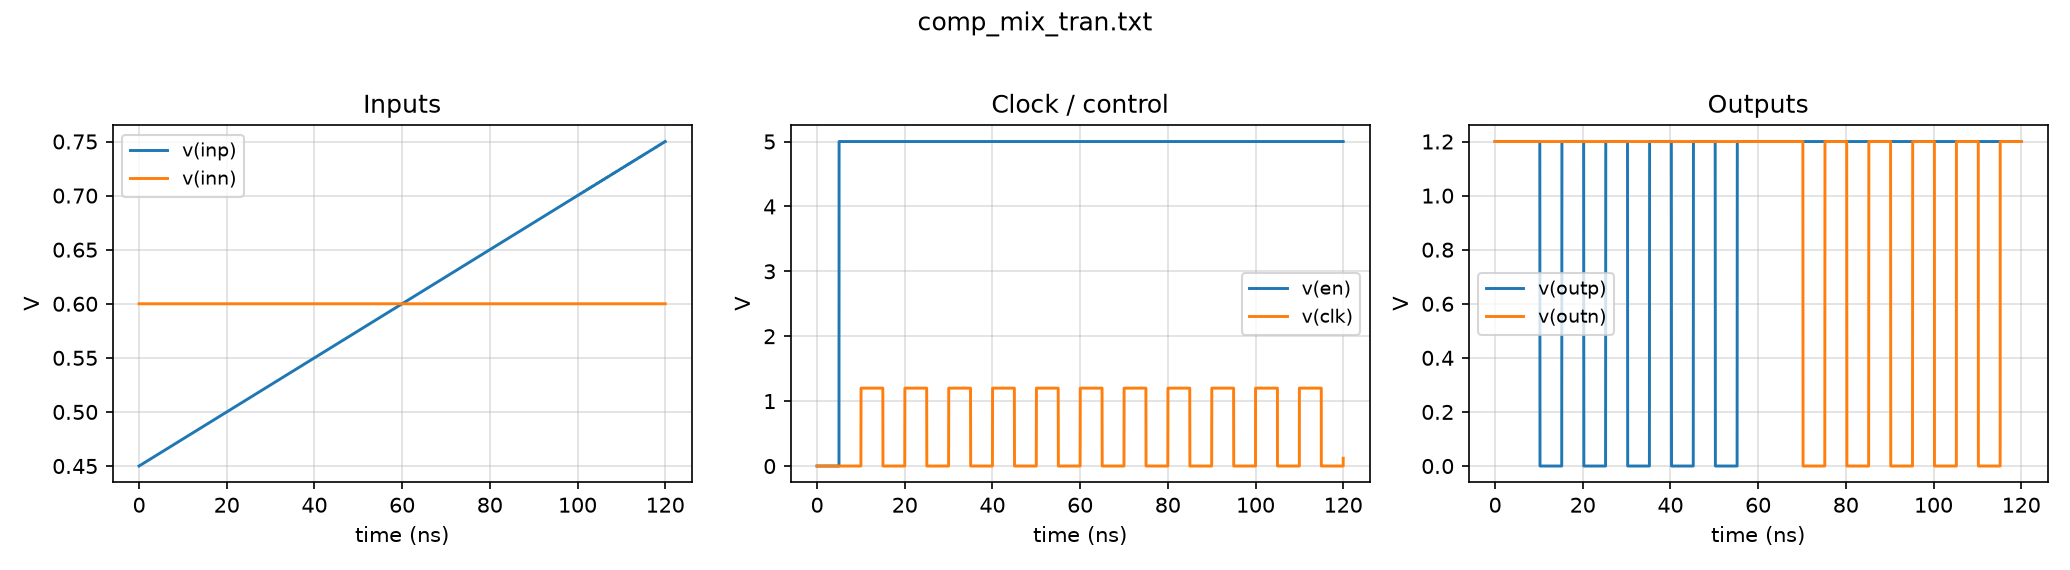 comp_mix_tran.txt
Inputs
0.75
0.70
0.65
0.60
0.55
0.50
0.45
V
v(inp)
v(inn)
0 20 40 60 80 100 120
time (ns)
Clock / control
5
4
3
2
1
0
V
v(en)
v(clk)
0 20 40 60 80 100 120
time (ns)
Outputs
1.2
1.0
0.8
0.6
0.4
0.2
0.0
V
v(outp)
v(outn)
0 20 40 60 80 100 120
time (ns)